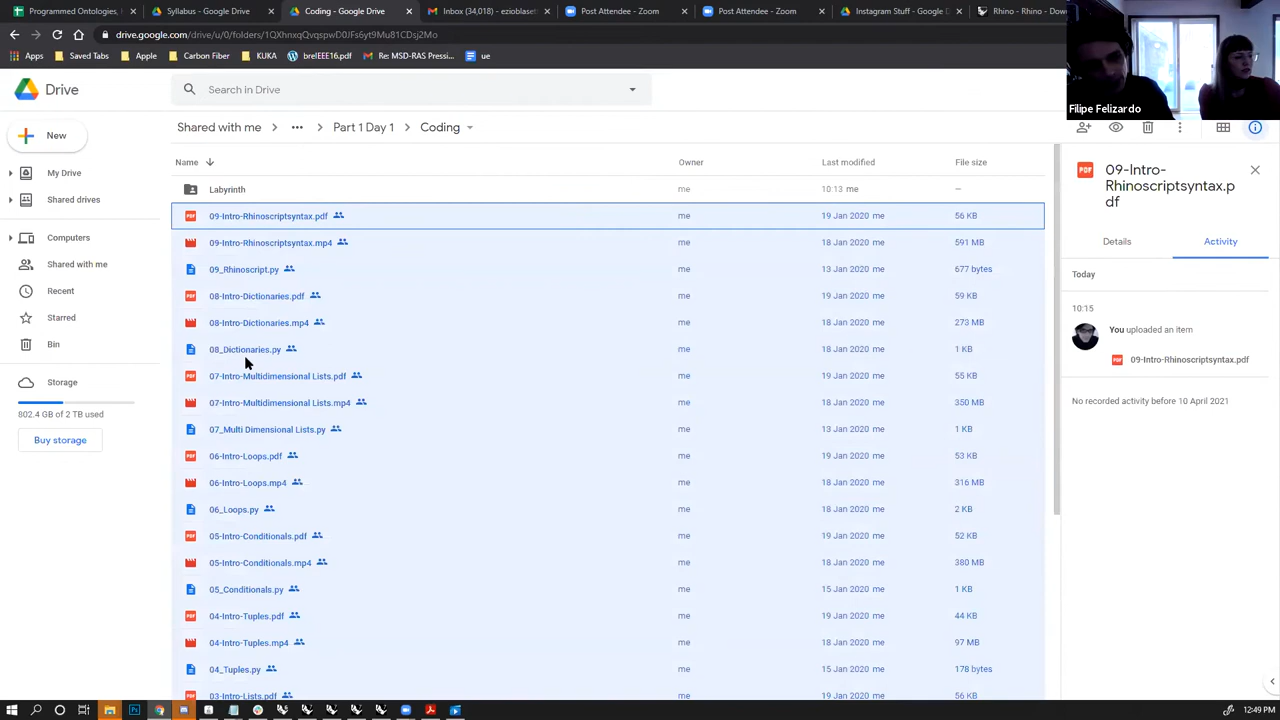 Programmed Ontologies,
Syllabus - Google Drive
Coding - Google Drive
Post Attendee - Zoom
Post Attendee - Zoom
Instagram Stuff - Google D
drive.google.com/drive/u/0/folders/
Apps
Saved Tabs
Apple
Carbon Fiber
KUKA
breIEEE16.pdf
Re: MSD-RAS Pressi...
ue
Filipe Felizardo
Drive
Search in Drive
New
Shared with me
Part 1 Day 1
Coding
My Drive
Shared drives
Computers
Shared with me
Recent
Starred
Bin
Storage
802.4 GB of 2 TB used
Buy storage
Name
Owner
Last modified
File size
Labyrinth
me
10:13 me
–
09-Intro-Rhinoscriptsyntax.pdf
me
19 Jan 2020 me
56 KB
09-Intro-Rhinoscriptsyntax.mp4
me
18 Jan 2020 me
591 MB
09_Rhinoscript.py
me
13 Jan 2020 me
677 bytes
08-Intro-Dictionaries.pdf
me
19 Jan 2020 me
59 KB
08-Intro-Dictionaries.mp4
me
18 Jan 2020 me
273 MB
08_Dictionaries.py
me
18 Jan 2020 me
1 KB
07-Intro-Multidimensional Lists.pdf
me
19 Jan 2020 me
55 KB
07-Intro-Multidimensional Lists.mp4
me
18 Jan 2020 me
350 MB
07_Multi Dimensional Lists.py
me
13 Jan 2020 me
1 KB
06-Intro-Loops.pdf
me
19 Jan 2020 me
53 KB
06-Intro-Loops.mp4
me
18 Jan 2020 me
316 MB
06_Loops.py
me
18 Jan 2020 me
2 KB
05-Intro-Conditionals.pdf
me
19 Jan 2020 me
52 KB
05-Intro-Conditionals.mp4
me
18 Jan 2020 me
380 MB
05_Conditionals.py
me
15 Jan 2020 me
1 KB
04-Intro-Tuples.pdf
me
19 Jan 2020 me
44 KB
04-Intro-Tuples.mp4
me
18 Jan 2020 me
97 MB
04_Tuples.py
me
15 Jan 2020 me
178 bytes
03-Intro-Lists.pdf
me
19 Jan 2020 me
56 KB
09-Intro-
Rhinoscriptsyntax.p
df
Details
Activity
Today
10:15
You uploaded an item
09-Intro-Rhinoscriptsyntax.pdf
No recorded activity before 10 April 2021
12:49 PM